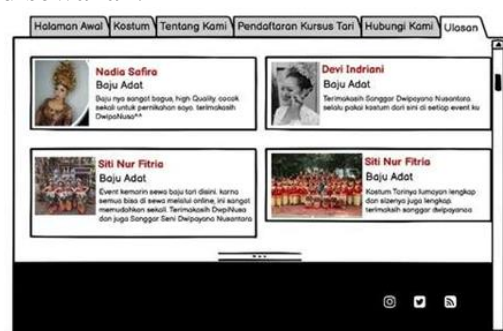 Halaman Awal Kostum Tentang Kami Pendaftaran Kursus Tari Hubungi Kami Ulasan
Nadia Safira
Baju Adat
Baju nya sangat bagus, high Quality. cocok
sekali untuk pernikahan saya. terimakasih
DwipaNusa^^
Devi Indriani
Baju Adat
Terimakasih Sanggar Dwipayana Nusantara.
selalu pakai kostum dari sini di setiap event ku
Siti Nur Fitria
Baju Adat
Event kemarin sewa baju tari disini. karna
semua bisa di sewa melalui online, ini sangat
memudahkan sekali. Terimakasih DwpiNusa
dan juga Sanggar Seni Dwipayana Nusantara
Siti Nur Fitria
Baju Adat
Kostum Tarinya lumayan lengkap
dan sizenya juga lengkap.
terimaksih sanggar dwipayanaa